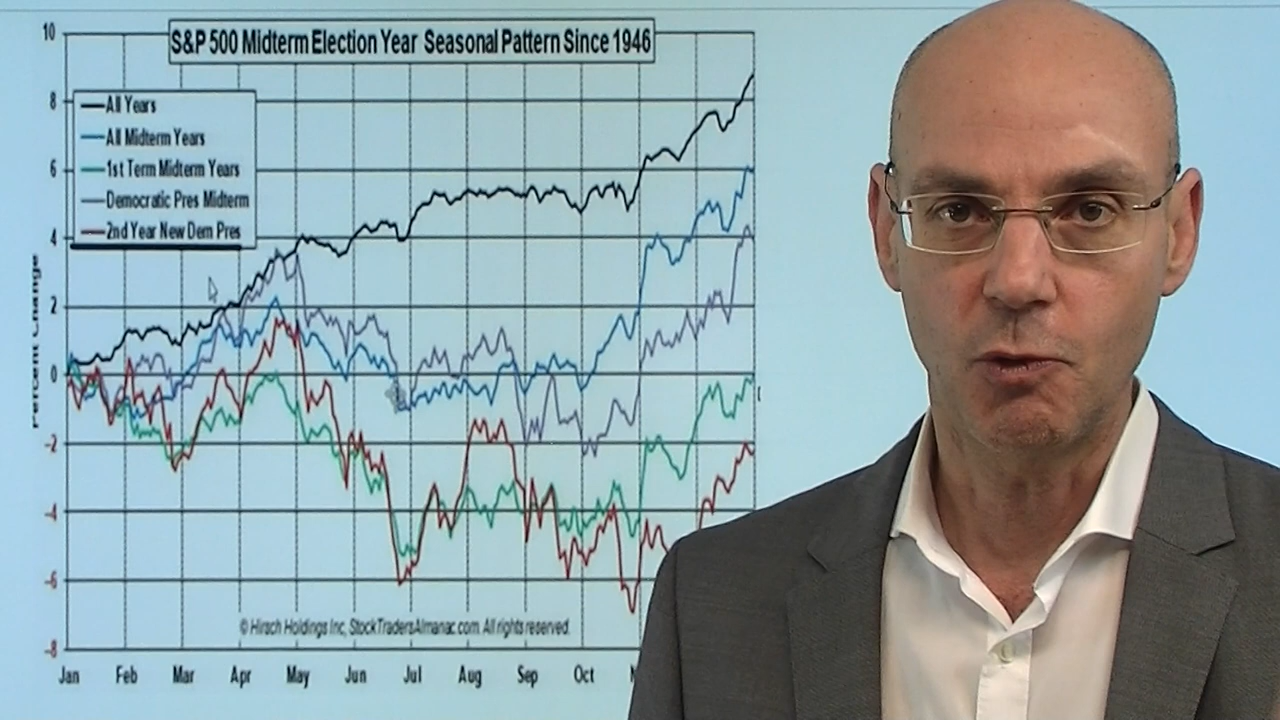 S&P 500 Midterm Election Year Seasonal Pattern Since 1946
10
8
6
4
2
0
-2
-4
-6
-8
Percent Change
All Years
All Midterm Years
1st Term Midterm Years
Democratic Pres Midterm
2nd Year New Dem Pres
© Hirsch Holdings Inc, StockTradersAlmanac.com. All rights reserved.
Jan Feb Mar Apr May Jun Jul Aug Sep Oct